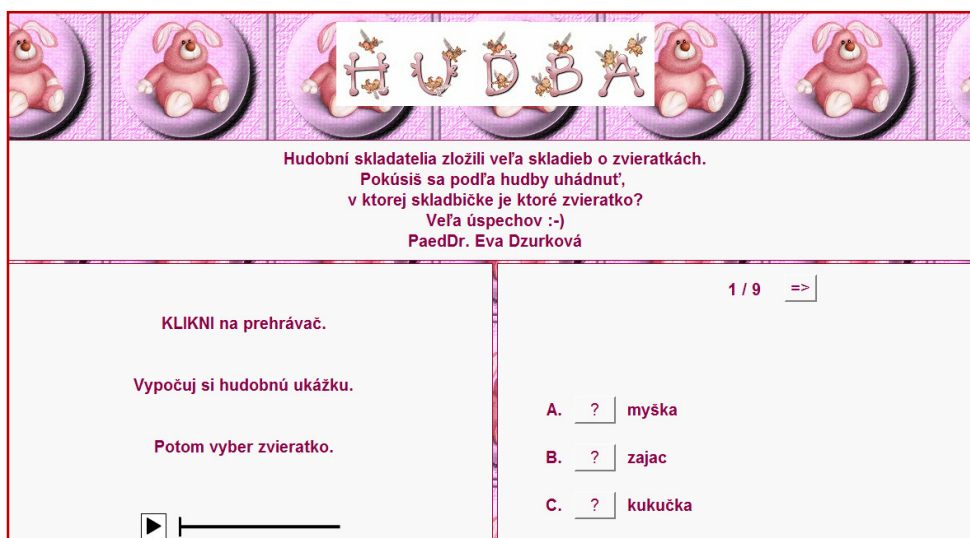 HUDBA
Hudobní skladatelia zložili veľa skladieb o zvieratkách.
Pokúsiš sa podľa hudby uhádnuť,
v ktorej skladbičke je ktoré zvieratko?
Veľa úspechov :-)
PaedDr. Eva Dzurková
KLIKNI na prehrávač.
Vypočuj si hudobnú ukážku.
Potom vyber zvieratko.
1 / 9 =>
A. ? myška
B. ? zajac
C. ? kukučka